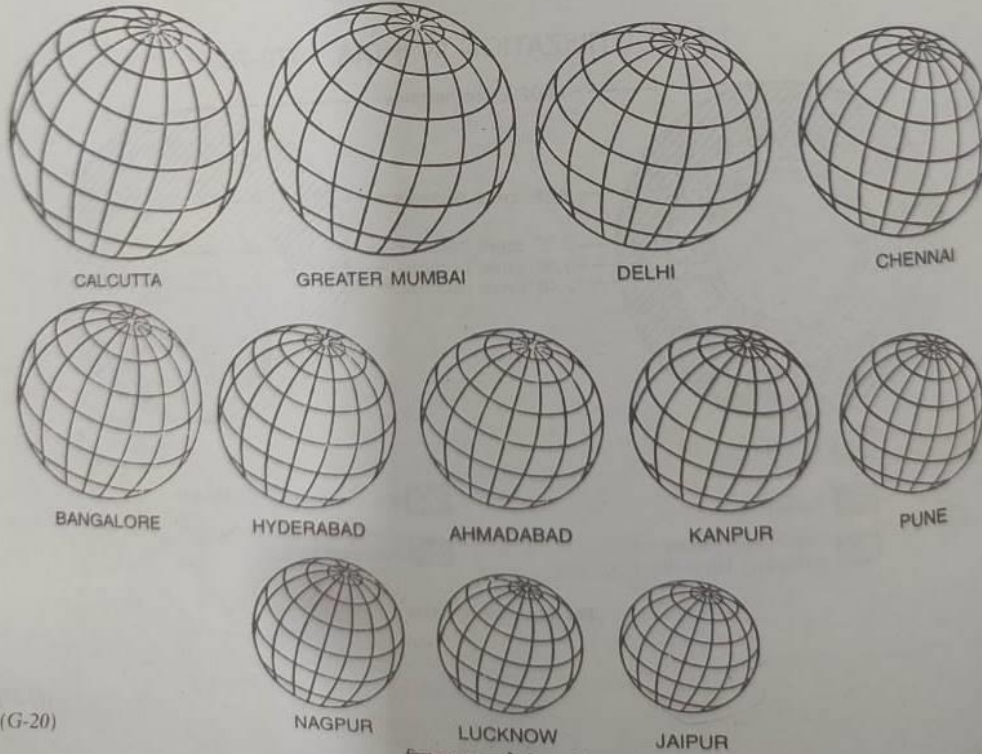 CALCUTTA GREATER MUMBAI DELHI CHENNAI
BANGALORE HYDERABAD AHMADABAD KANPUR PUNE
NAGPUR LUCKNOW JAIPUR
(G-20)